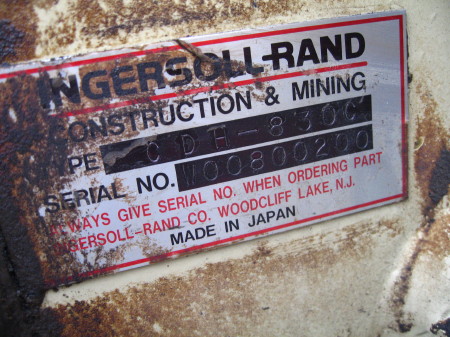 INGERSOLL-RAND
CONSTRUCTION & MINING
TYPE CDH-830C
SERIAL NO. W00800200
ALWAYS GIVE SERIAL NO. WHEN ORDERING PART
INGERSOLL-RAND CO. WOODCLIFF LAKE, N.J.
MADE IN JAPAN